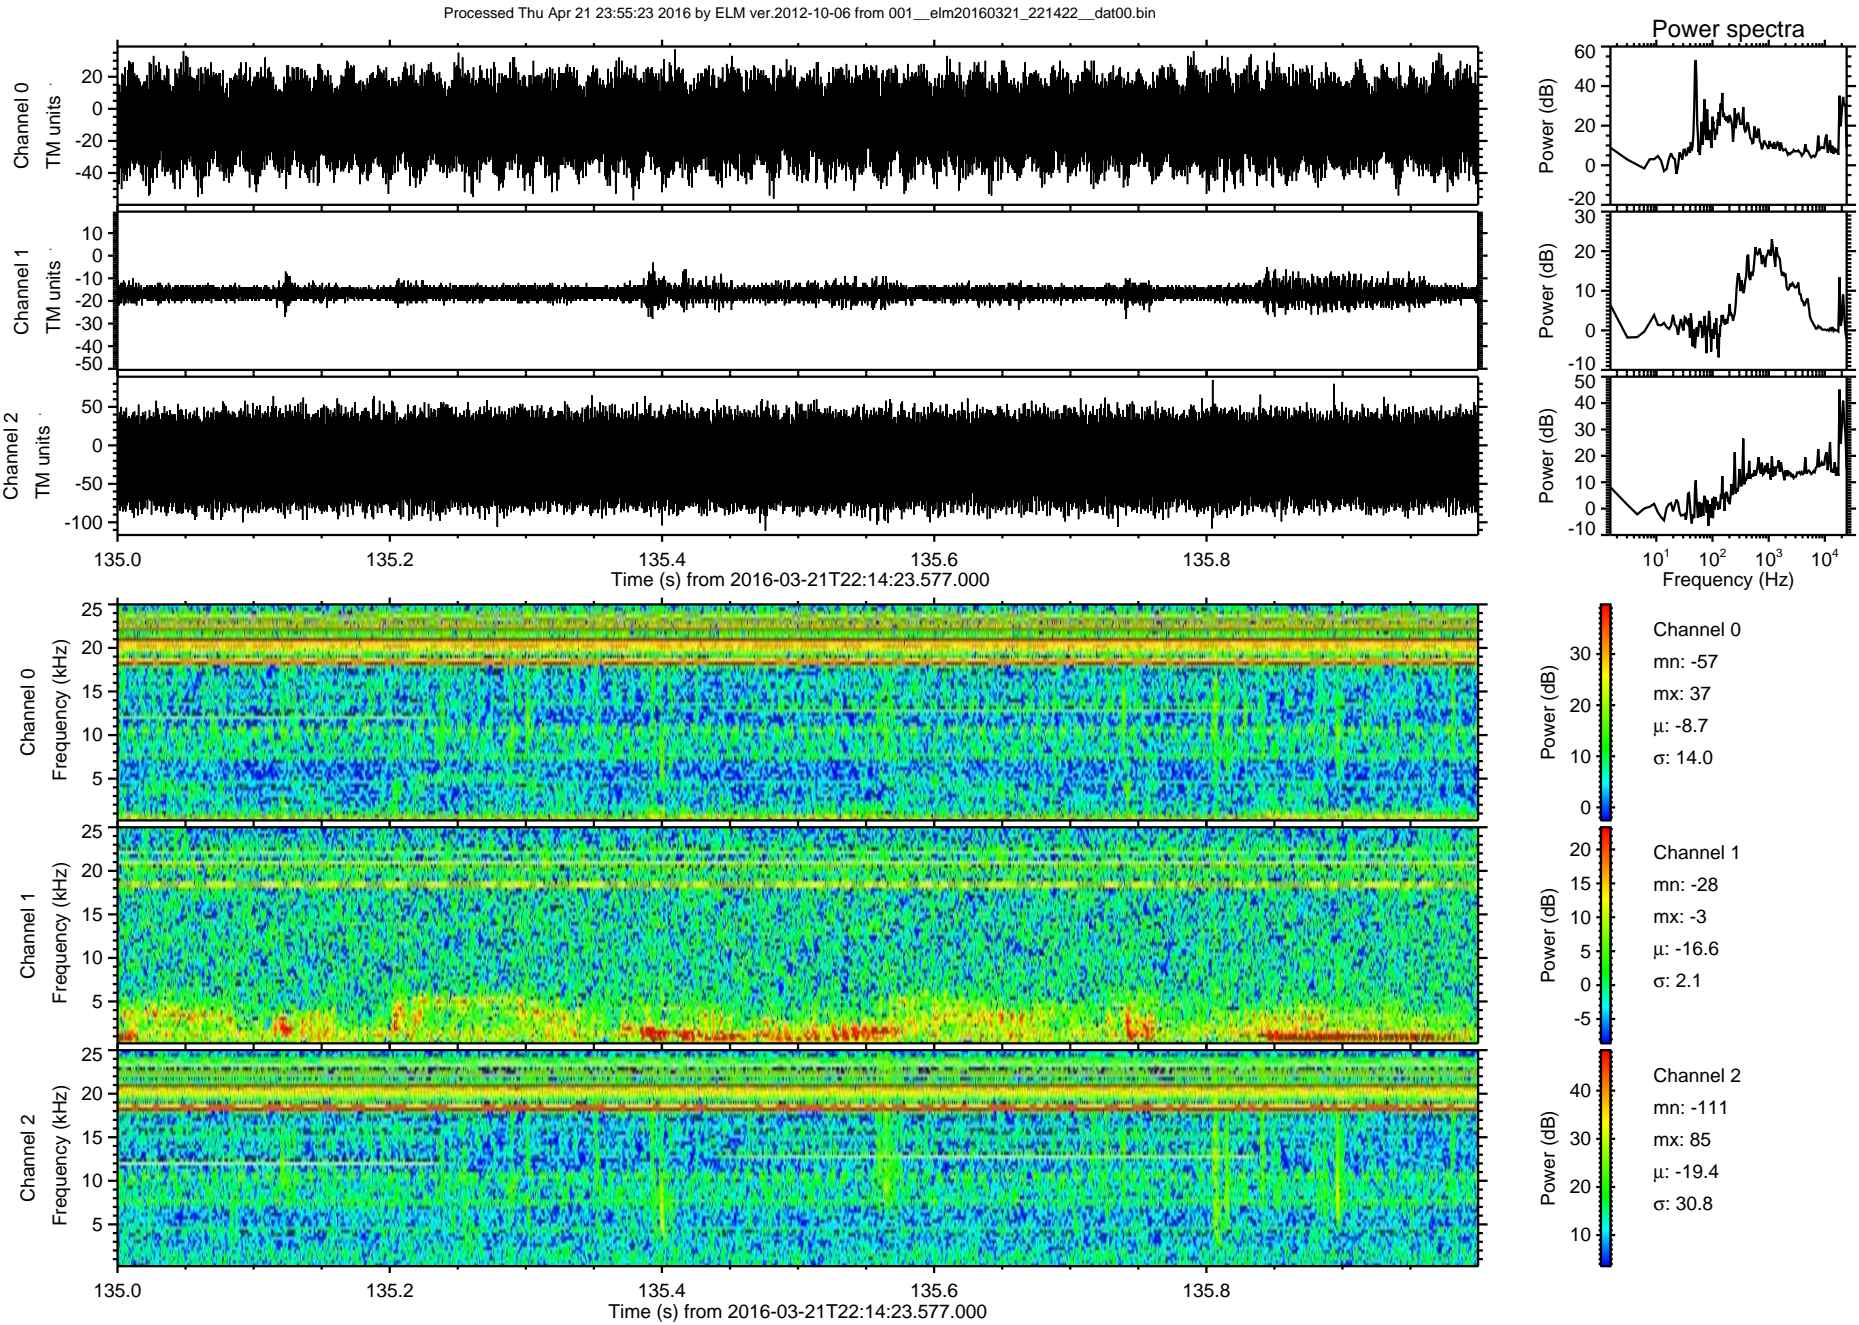 Processed Thu Apr 21 23:55:23 2016 by ELM ver.2012-10-06 from 001__elm20160321_221422__dat00.bin
Power spectra
Channel 0
TM units
20
0
-20
-40
Power (dB)
60
40
20
0
-20
Channel 1
TM units
10
0
-10
-20
-30
-40
-50
Power (dB)
30
20
10
0
-10
Channel 2
TM units
50
0
-50
-100
Power (dB)
50
40
30
20
10
0
-10
135.0 135.2 135.4 135.6 135.8
Time (s) from 2016-03-21T22:14:23.577.000
10¹ 10² 10³ 10⁴
Frequency (Hz)
Channel 0
Frequency (kHz)
25
20
15
10
5
Power (dB)
30
20
10
0
Channel 0
mn: -57
mx: 37
μ: -8.7
σ: 14.0
Channel 1
Frequency (kHz)
25
20
15
10
5
Power (dB)
20
15
10
5
0
-5
Channel 1
mn: -28
mx: -3
μ: -16.6
σ: 2.1
Channel 2
Frequency (kHz)
25
20
15
10
5
Power (dB)
40
30
20
10
Channel 2
mn: -111
mx: 85
μ: -19.4
σ: 30.8
135.0 135.2 135.4 135.6 135.8
Time (s) from 2016-03-21T22:14:23.577.000